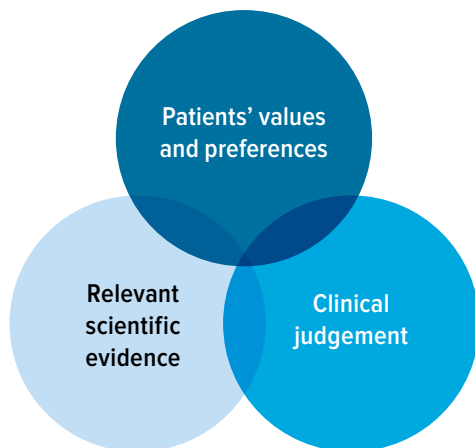 Patients’ values
and preferences
Relevant
scientific
evidence
Clinical
judgement